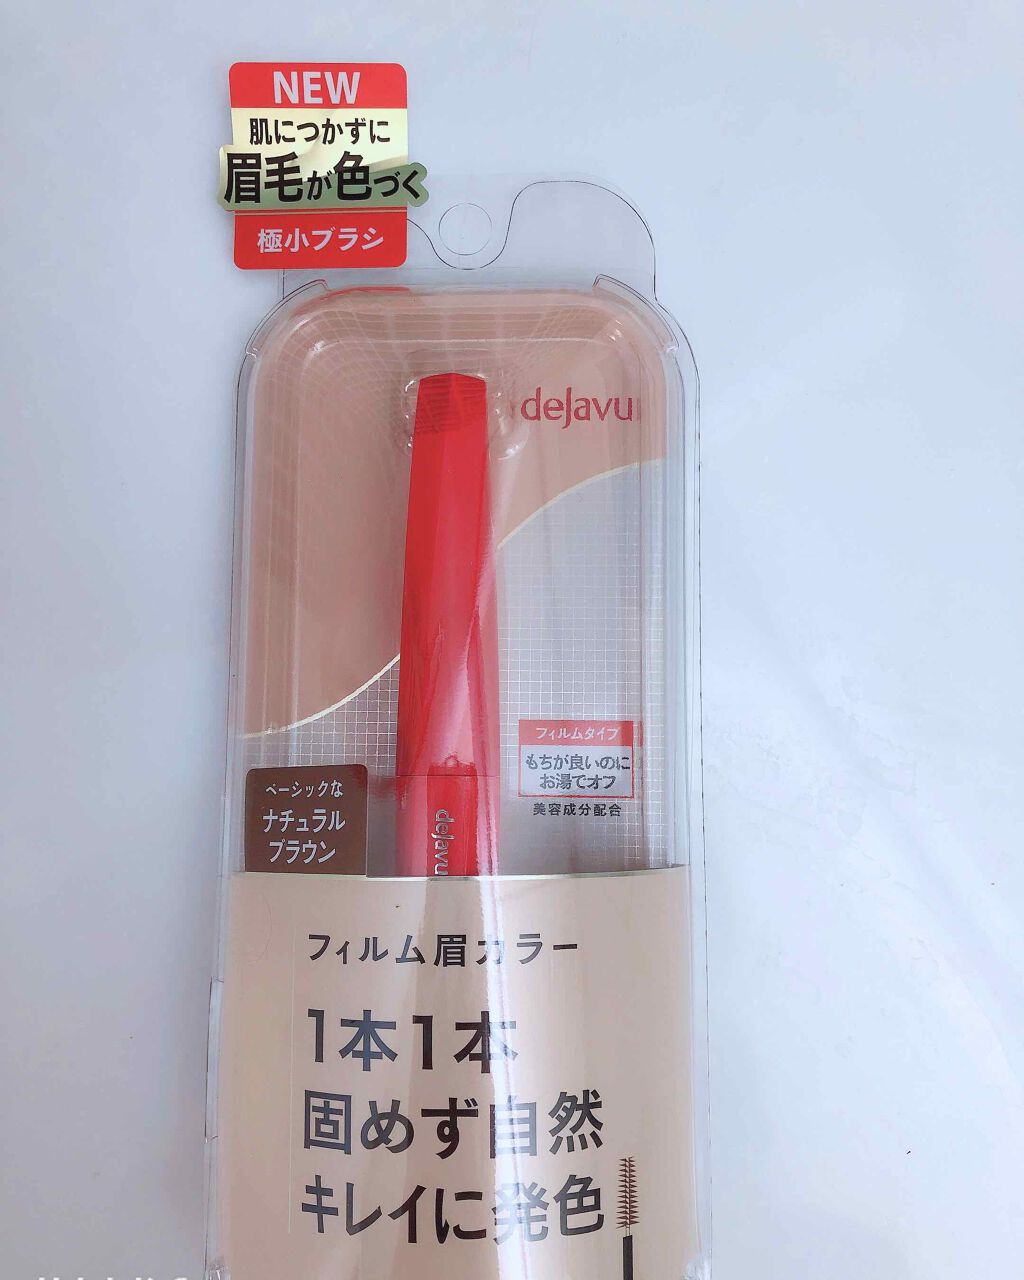 NEW
肌につかずに
眉毛が色づく
極小ブラシ
deJavu
フィルムタイプ
もちが良いのに
お湯でオフ
美容成分配合
ベーシックな
ナチュラル
ブラウン
deJavu
フィルム眉カラー
1本1本
固めず自然
キレイに発色